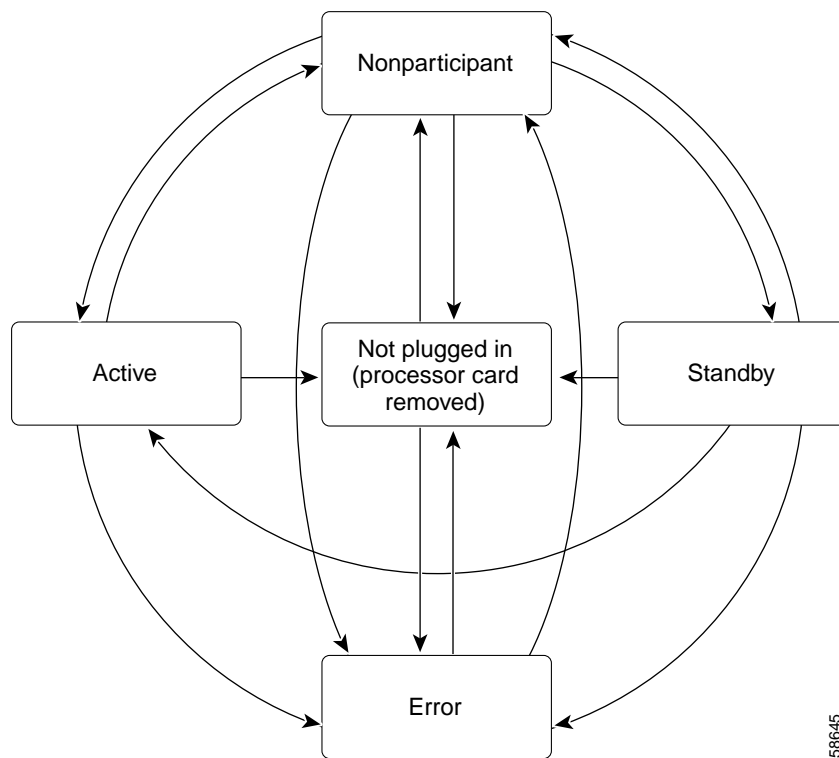 Nonparticipant
Active
Not plugged in
(processor card
removed)
Standby
Error
58645